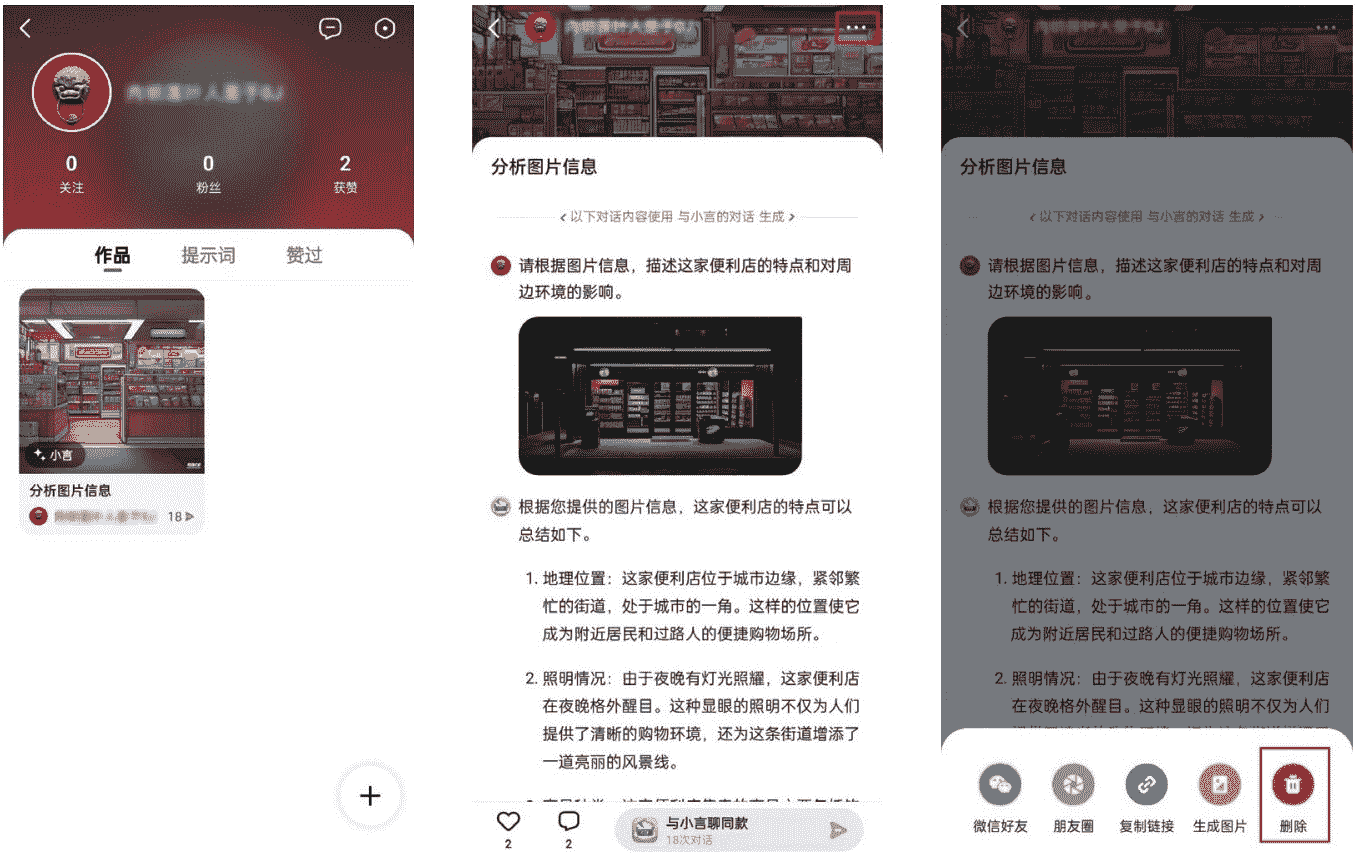 0
0
2
关注
粉丝
获赞
作品
提示词
赞过
小言
分析图片信息
18
分析图片信息
以下对话内容使用 与小言的对话 生成
请根据图片信息，描述这家便利店的特点和对周
边环境的影响。
根据您提供的图片信息，这家便利店的特点可以
总结如下。
1. 地理位置：这家便利店位于城市边缘，紧邻繁
忙的街道，处于城市的一角。这样的位置使它
成为附近居民和过路人的便捷购物场所。
2. 照明情况：由于夜晚有灯光照耀，这家便利店
在夜晚格外醒目。这种显眼的照明不仅为人们
提供了清晰的购物环境，还为这条街道增添了
一道亮丽的风景线。
2
2
与小言聊同款
18次对话
分析图片信息
以下对话内容使用 与小言的对话 生成
请根据图片信息，描述这家便利店的特点和对周
边环境的影响。
根据您提供的图片信息，这家便利店的特点可以
总结如下。
1. 地理位置：这家便利店位于城市边缘，紧邻繁
忙的街道，处于城市的一角。这样的位置使它
成为附近居民和过路人的便捷购物场所。
2. 照明情况：由于夜晚有灯光照耀，这家便利店
在夜晚格外醒目。这种显眼的照明不仅为人们
微信好友
朋友圈
复制链接
生成图片
删除